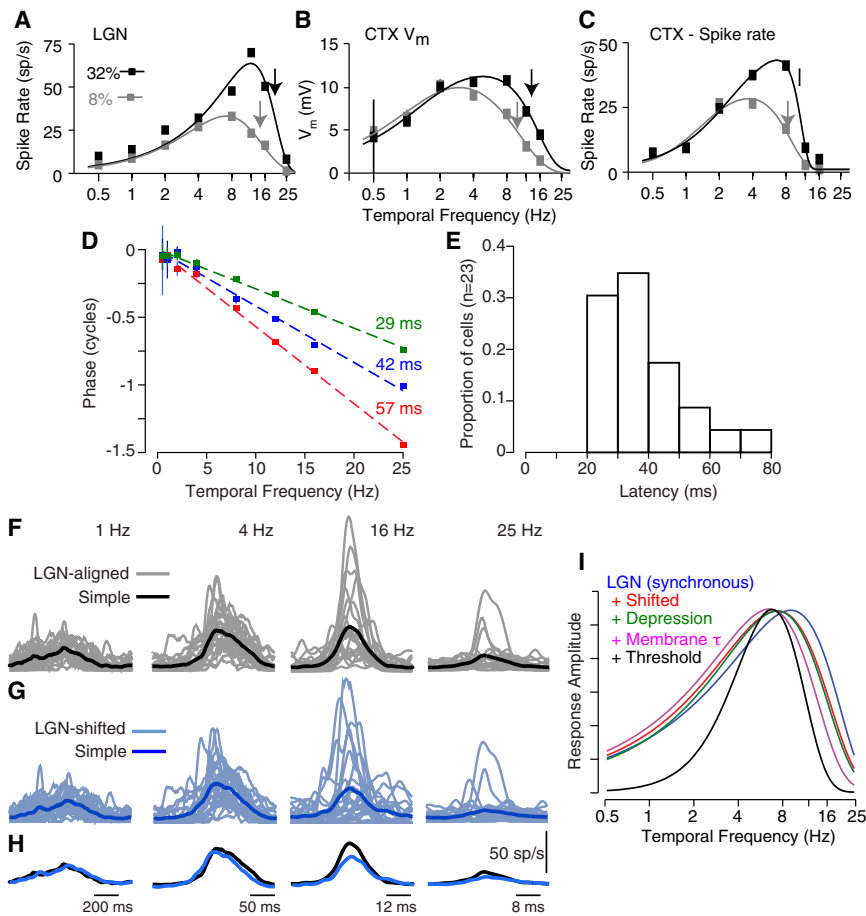 A LGN
Spike Rate (sp/s)
75
50
25
0
32%
8%
0.5 1 2 4 8 16 25
B CTX Vm
Vm (mV)
15
10
5
0
0.5 1 2 4 8 16 25
Temporal Frequency (Hz)
C CTX - Spike rate
Spike Rate (sp/s)
50
25
0
0.5 1 2 4 8 16 25
D
Phase (cycles)
0
-0.5
-1
-1.5
29 ms
42 ms
57 ms
0 5 10 15 20 25
Temporal Frequency (Hz)
E
Proportion of cells (n=23)
0.4
0.3
0.2
0.1
0
0 20 40 60 80
Latency (ms)
F
1 Hz 4 Hz 16 Hz 25 Hz
LGN-aligned
Simple
G
LGN-shifted
Simple
H
50 sp/s
200 ms 50 ms 12 ms 8 ms
I
LGN (synchronous)
+ Shifted
+ Depression
+ Membrane τ
+ Threshold
Response Amplitude
0.5 1 2 4 8 16 25
Temporal Frequency (Hz)